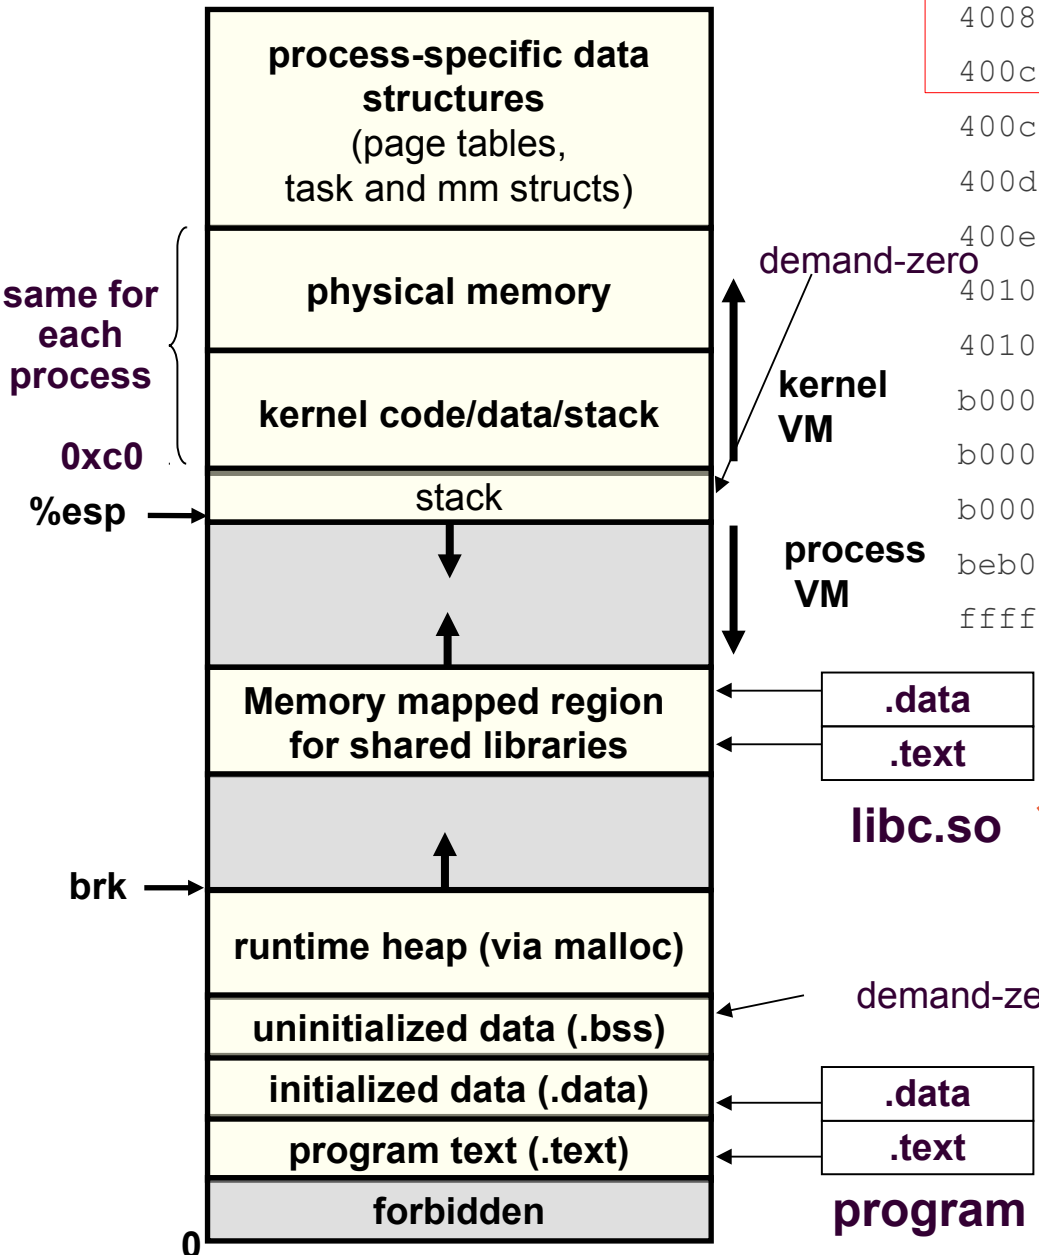 process-specific data
structures
(page tables,
task and mm structs)
same for
each
process
physical memory
kernel code/data/stack
0xc0
%esp
stack
demand-zero
kernel
VM
process
VM
Memory mapped region
for shared libraries
.data
.text
libc.so
brk
runtime heap (via malloc)
uninitialized data (.bss)
demand-ze
initialized data (.data)
program text (.text)
.data
.text
program
forbidden
0
4008
400c
400c
400d
400e
4010
4010
b000
b000
b000
beb0
ffff